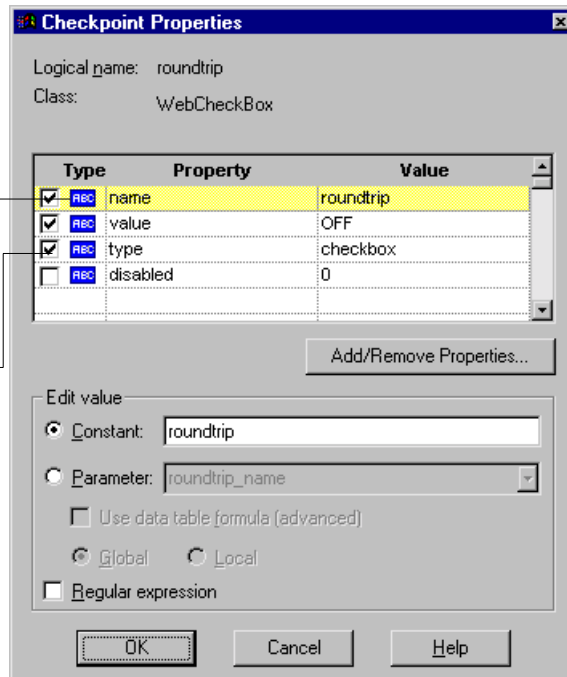 Checkpoint Properties
Logical name: roundtrip
Class: WebCheckBox
Type Property Value
ABC name roundtrip
ABC value OFF
ABC type checkbox
ABC disabled 0
Add/Remove Properties...
Edit value
Constant: roundtrip
Parameter: roundtrip_name
Use data table formula (advanced)
Global Local
Regular expression
OK Cancel Help